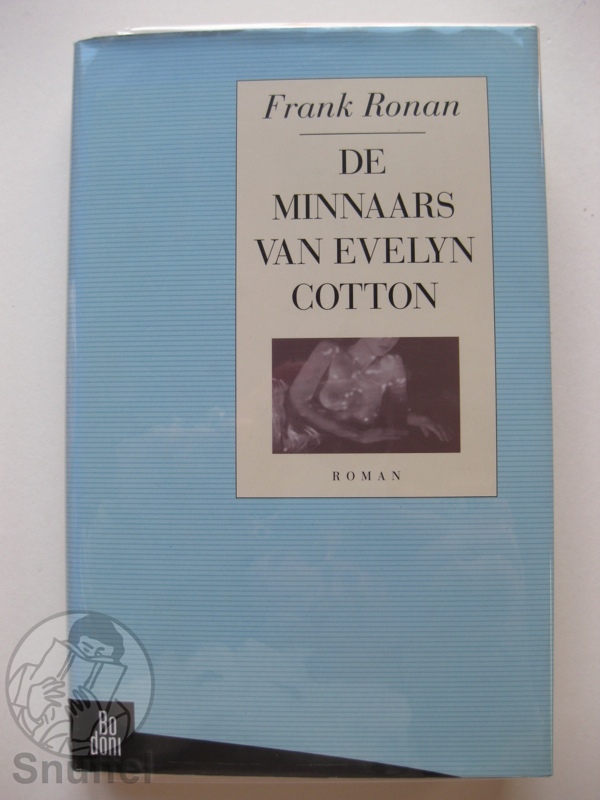 Frank Ronan
DE
MINNAARS
VAN EVELYN
COTTON
ROMAN
Bo
doni
Snuffel